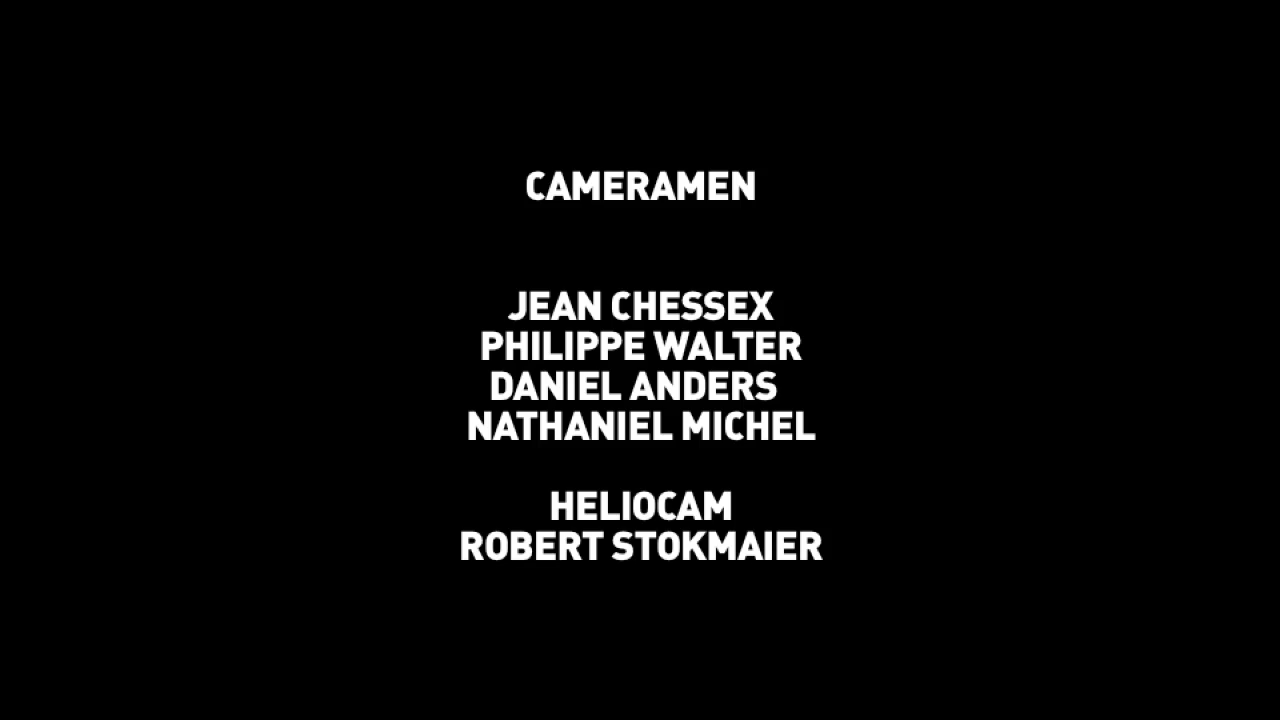 CAMERAMEN
JEAN CHESSEX
PHILIPPE WALTER
DANIEL ANDERS
NATHANIEL MICHEL
HELIOCAM
ROBERT STOKMAIER